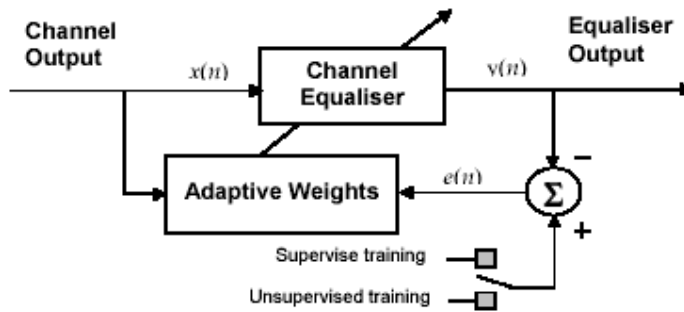 Channel
Output
Equaliser
Output
x(n)
Channel
Equaliser
y(n)
Adaptive Weights
e(n)
−
Σ
+
Supervise training
Unsupervised training